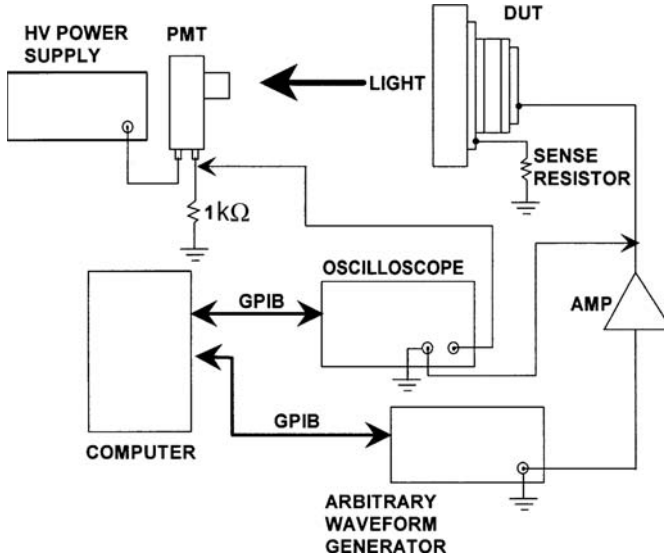 HV POWER
SUPPLY
PMT
DUT
LIGHT
SENSE
RESISTOR
1kΩ
OSCILLOSCOPE
GPIB
AMP
COMPUTER
GPIB
ARBITRARY
WAVEFORM
GENERATOR